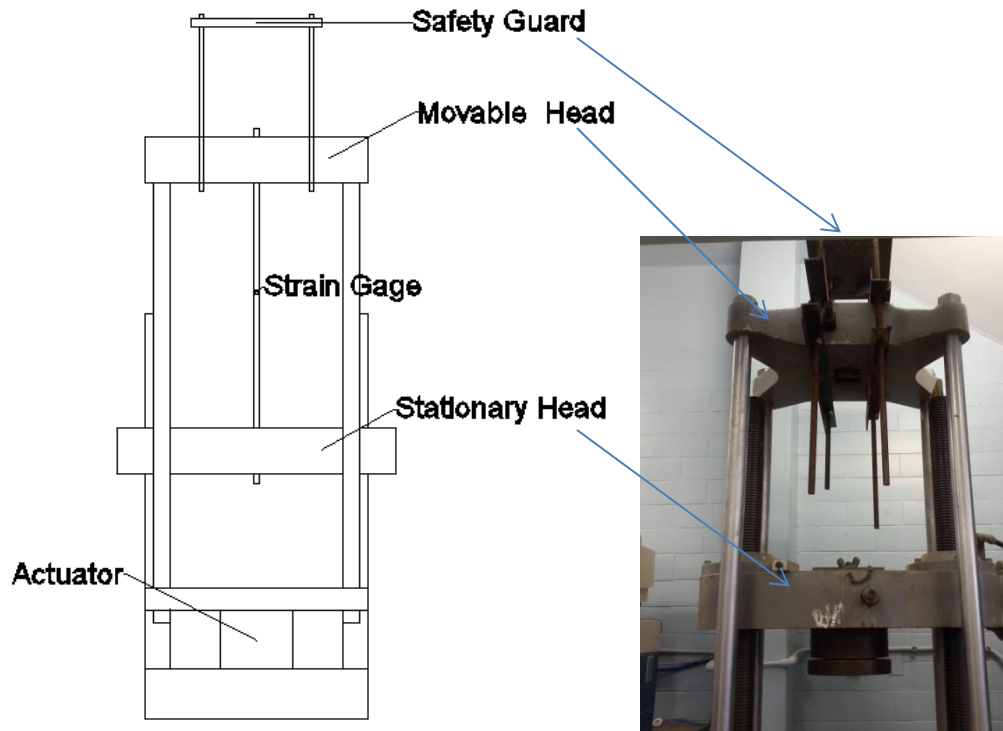 Safety Guard
Movable Head
Strain Gage
Stationary Head
Actuator